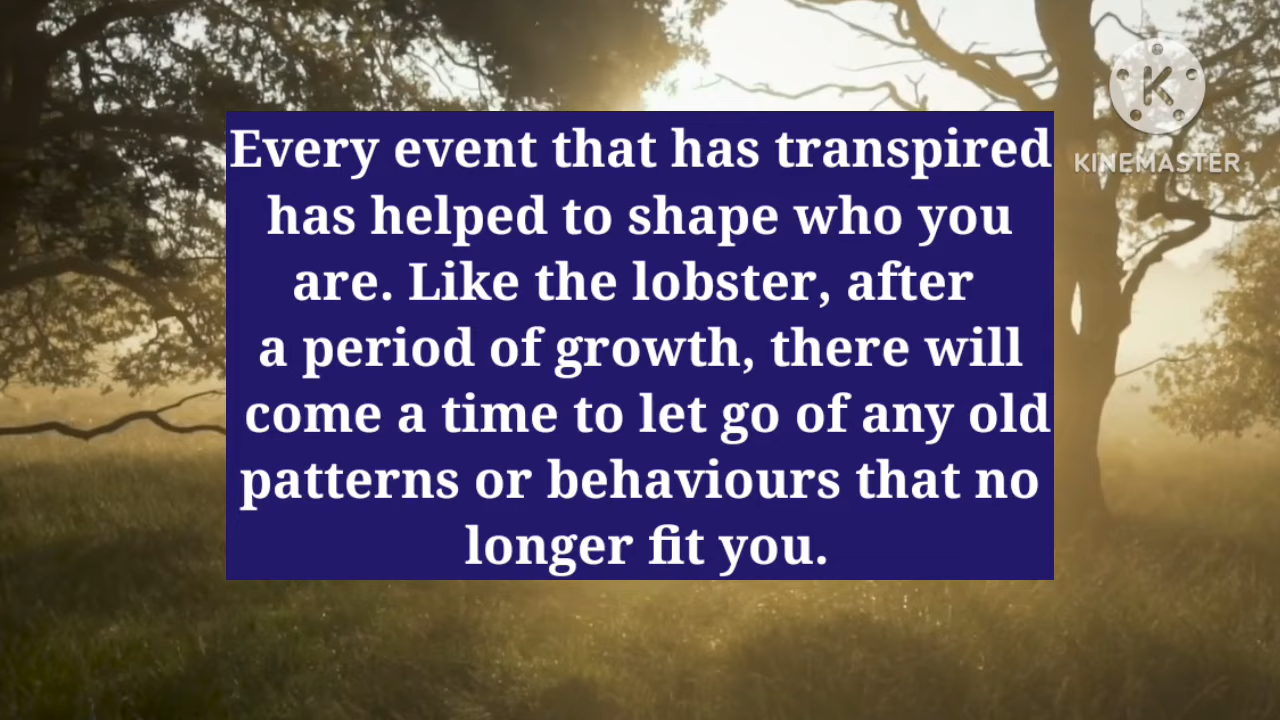 Every event that has transpired
has helped to shape who you
are. Like the lobster, after
a period of growth, there will
come a time to let go of any old
patterns or behaviours that no
longer fit you.
K
KINEMASTER